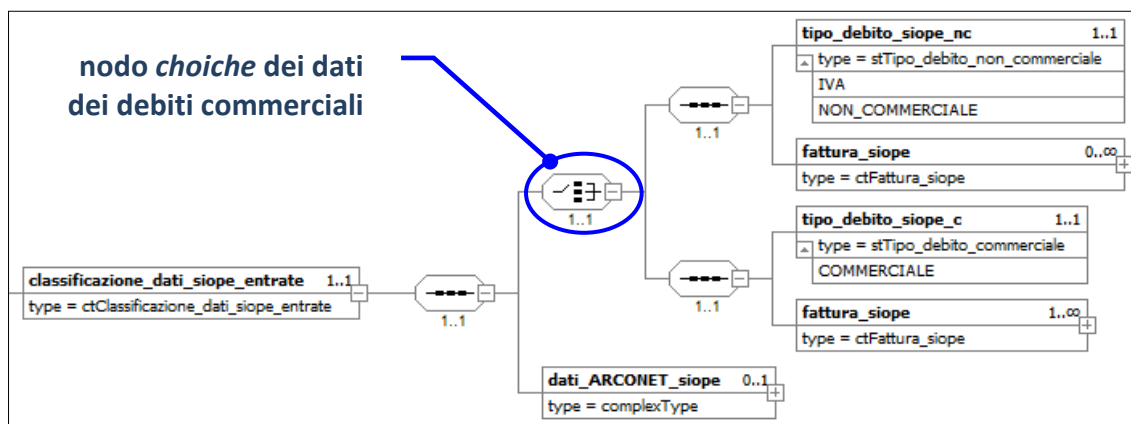 nodo choiche dei dati
dei debiti commerciali
tipo_debito_siope_nc 1..1
type = stTipo_debito_non_commerciale
IVA
NON_COMMERCIALE
1..1
fattura_siope 0..∞
type = ctFattura_siope
1..1
tipo_debito_siope_c 1..1
type = stTipo_debito_commerciale
COMMERCIALE
classificazione_dati_siope_entrate 1..1
type = ctClassificazione_dati_siope_entrate
1..1
1..1
fattura_siope 1..∞
type = ctFattura_siope
dati_ARCONET_siope 0..1
type = complexType